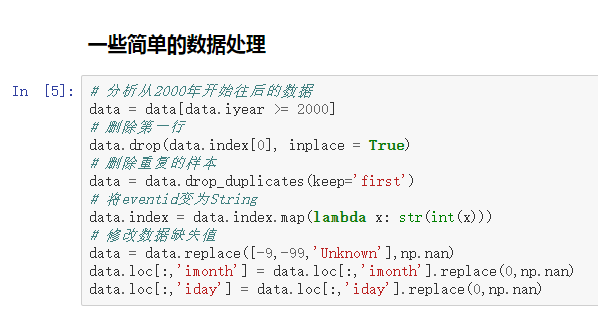 一些简单的数据处理
In [5]:
# 分析从2000年开始往后的数据
data = data[data.iyear >= 2000]
# 删除第一行
data.drop(data.index[0], inplace = True)
# 删除重复的样本
data = data.drop_duplicates(keep='first')
# 将eventid变为String
data.index = data.index.map(lambda x: str(int(x)))
# 修改数据缺失值
data = data.replace([-9,-99,'Unknown'],np.nan)
data.loc[:,'imonth'] = data.loc[:,'imonth'].replace(0,np.nan)
data.loc[:,'iday'] = data.loc[:,'iday'].replace(0,np.nan)